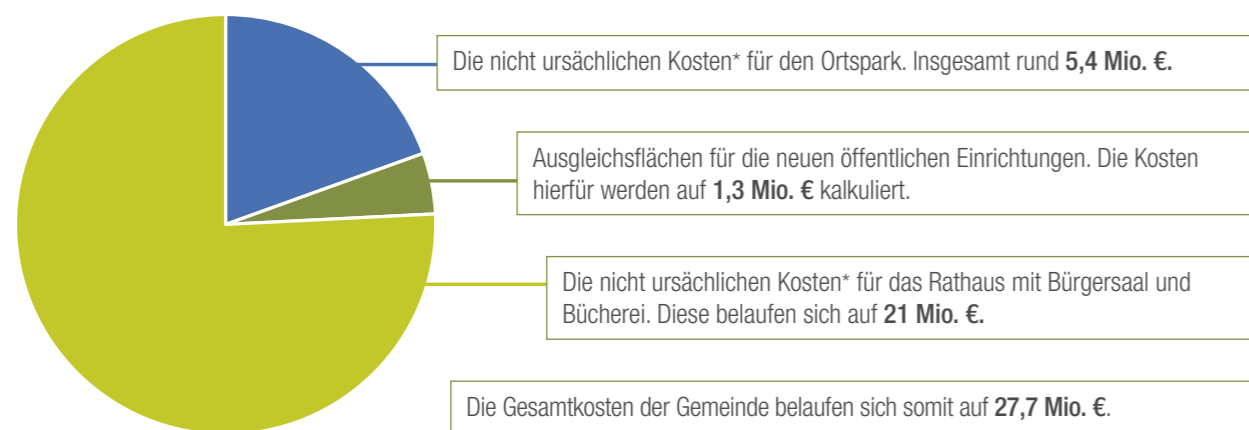 Die nicht ursächlichen Kosten* für den Ortspark. Insgesamt rund 5,4 Mio. €.
Ausgleichsflächen für die neuen öffentlichen Einrichtungen. Die Kosten
hierfür werden auf 1,3 Mio. € kalkuliert.
Die nicht ursächlichen Kosten* für das Rathaus mit Bürgersaal und
Bücherei. Diese belaufen sich auf 21 Mio. €.
Die Gesamtkosten der Gemeinde belaufen sich somit auf 27,7 Mio. €.